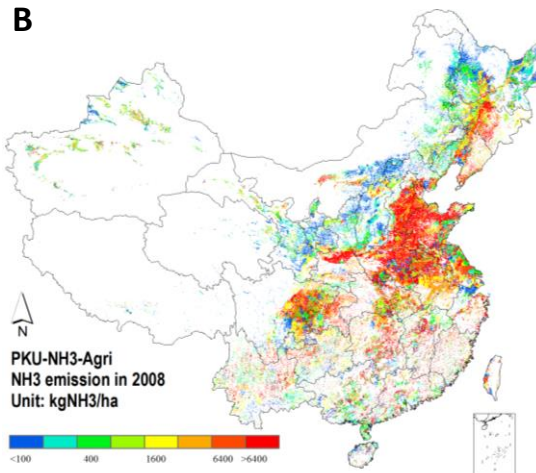 B
N
PKU-NH3-Agri
NH3 emission in 2008
Unit: kgNH3/ha
<100 400 1600 6400 >6400